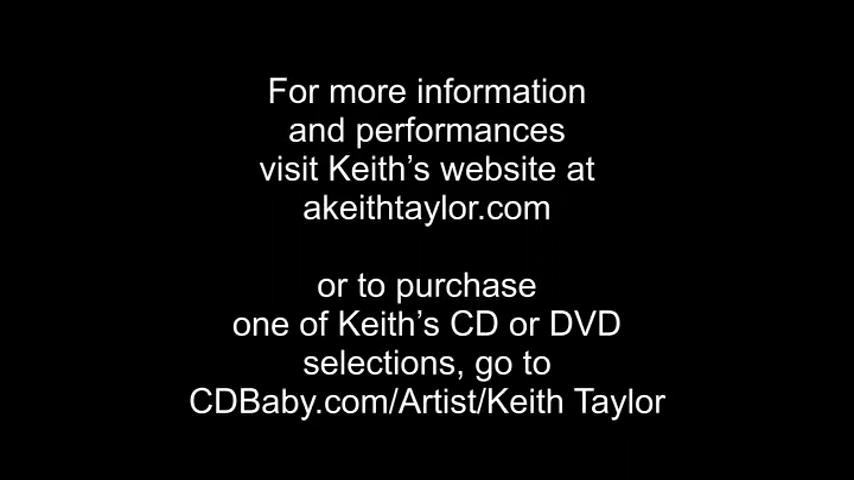 For more information
and performances
visit Keith’s website at
akeithtaylor.com
or to purchase
one of Keith’s CD or DVD
selections, go to
CDBaby.com/Artist/Keith Taylor